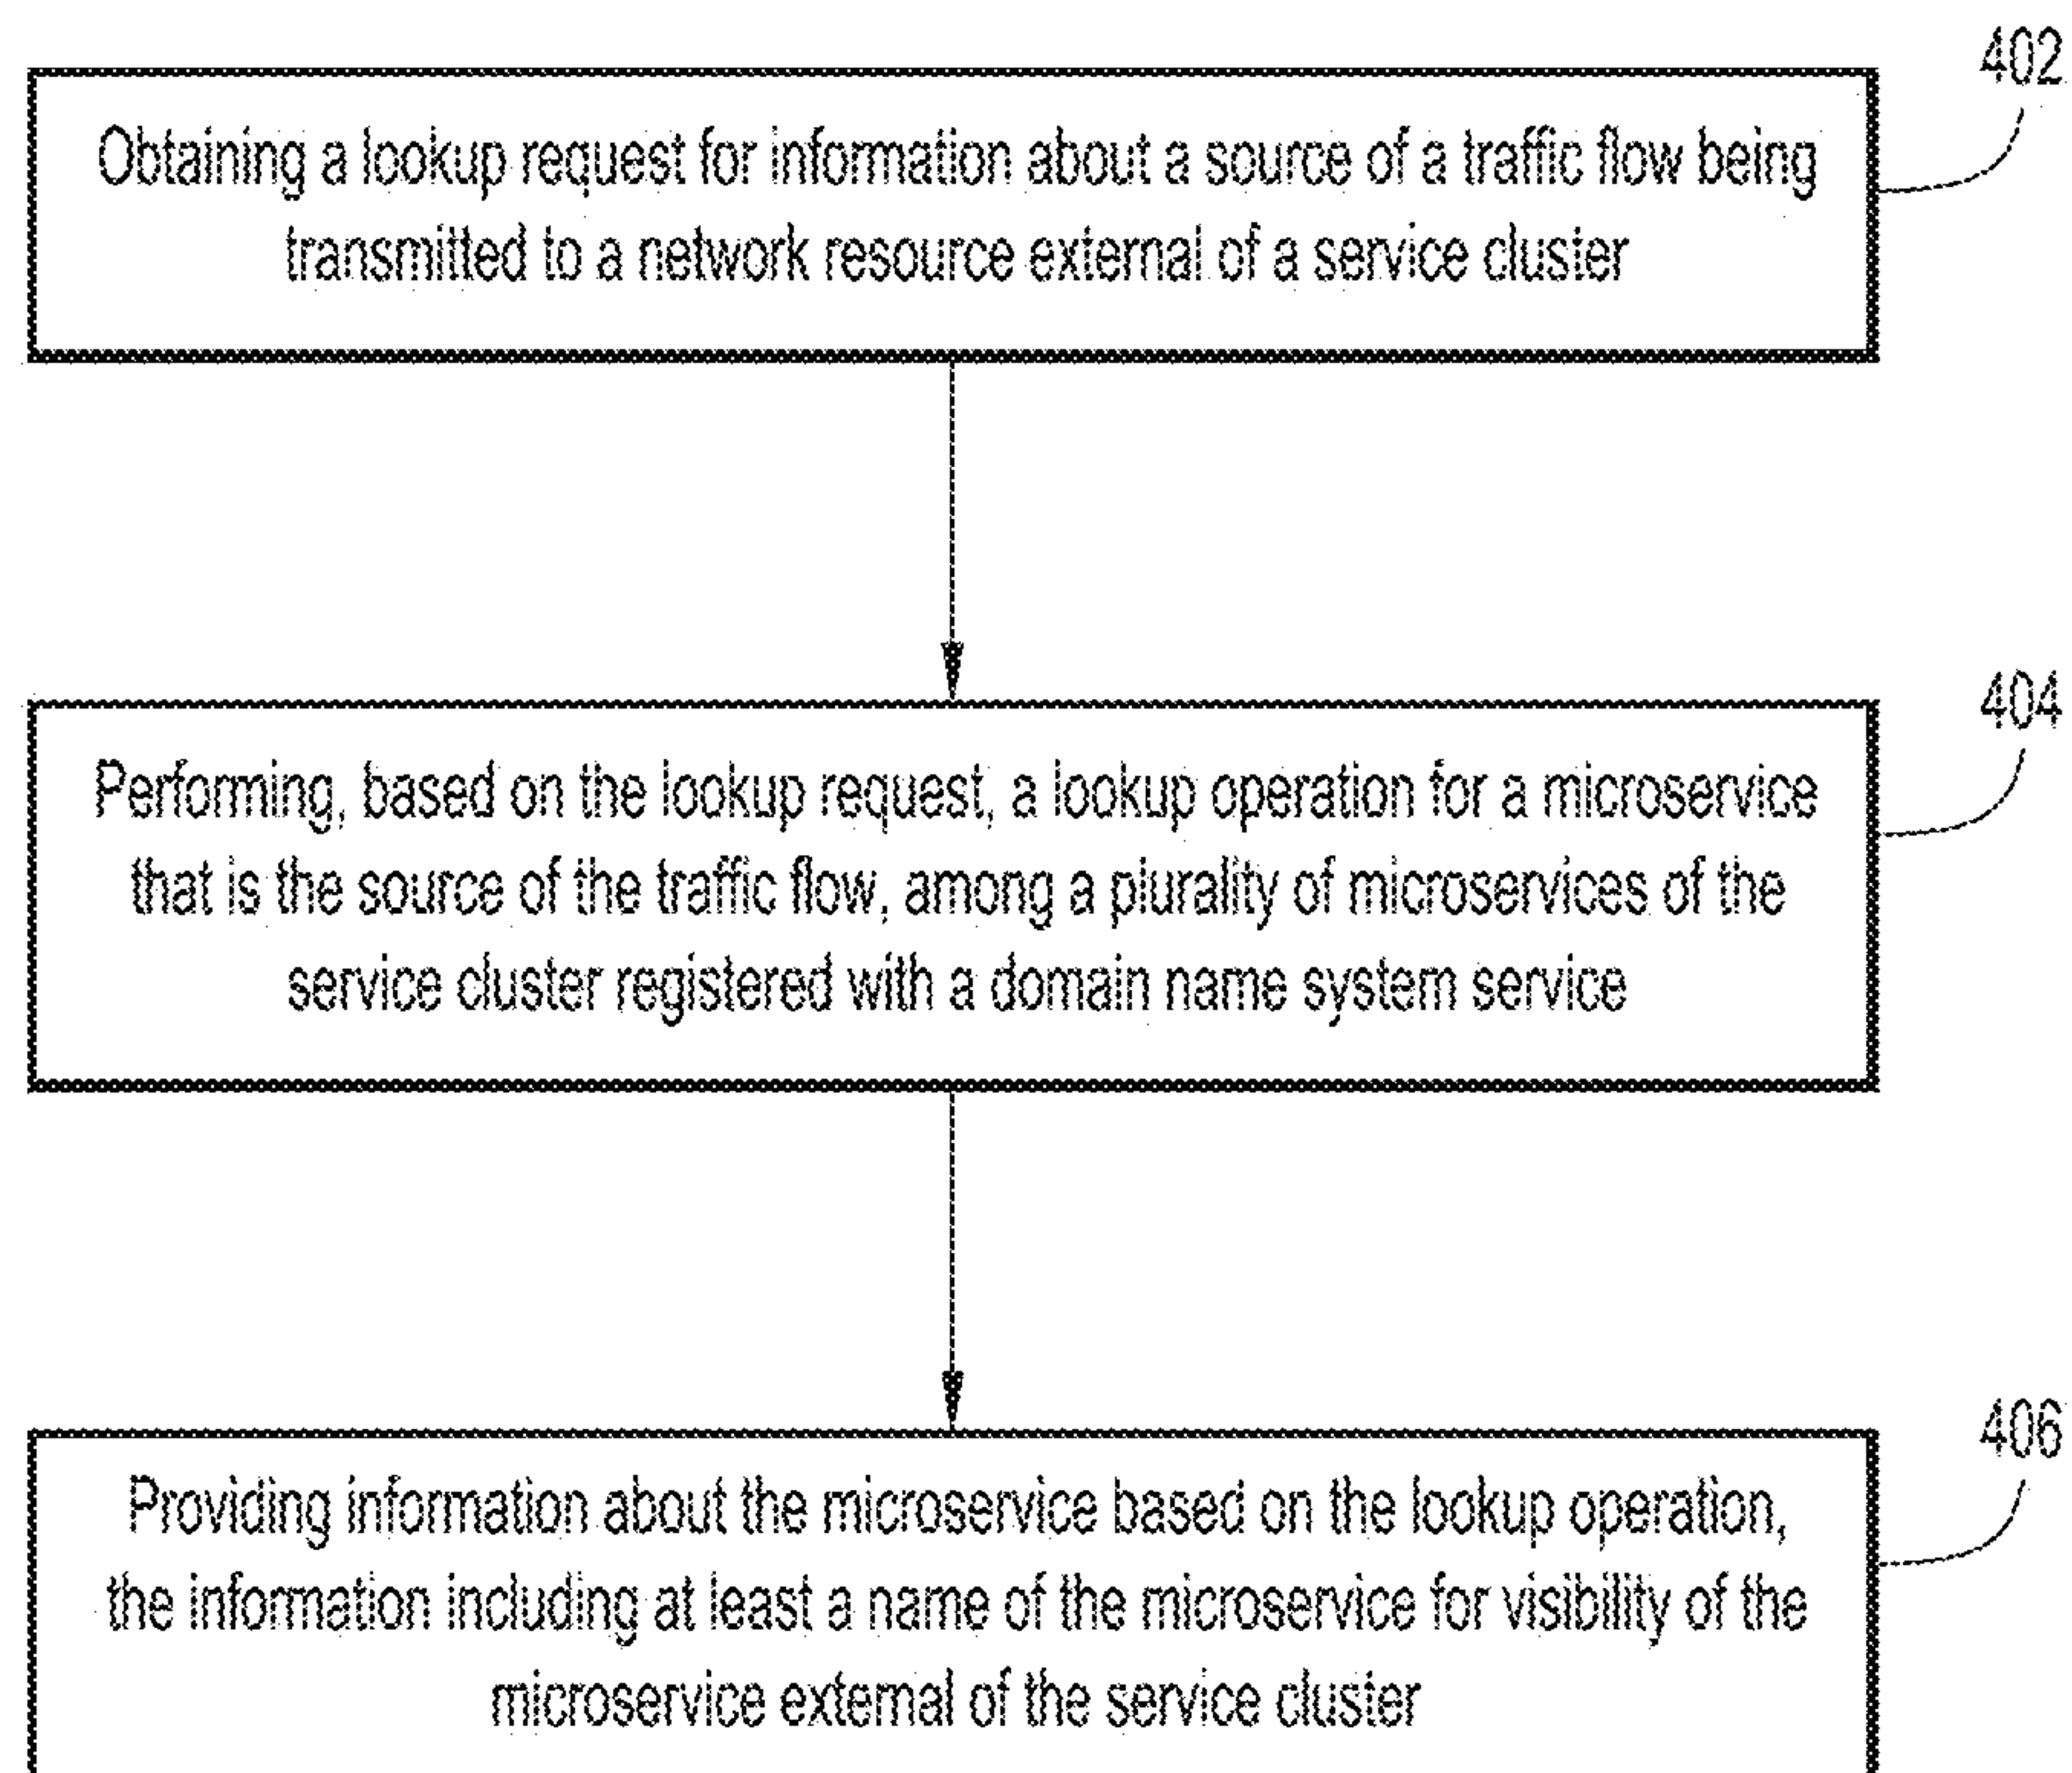 402
Obtaining a lookup request for information about a source of a traffic flow being
transmitted to a network resource external of a service cluster
404
Performing, based on the lookup request, a lookup operation for a microservice
that is the source of the traffic flow, among a plurality of microservices of the
service cluster registered with a domain name system service
406
Providing information about the microservice based on the lookup operation,
the information including at least a name of the microservice for visibility of the
microservice external of the service cluster